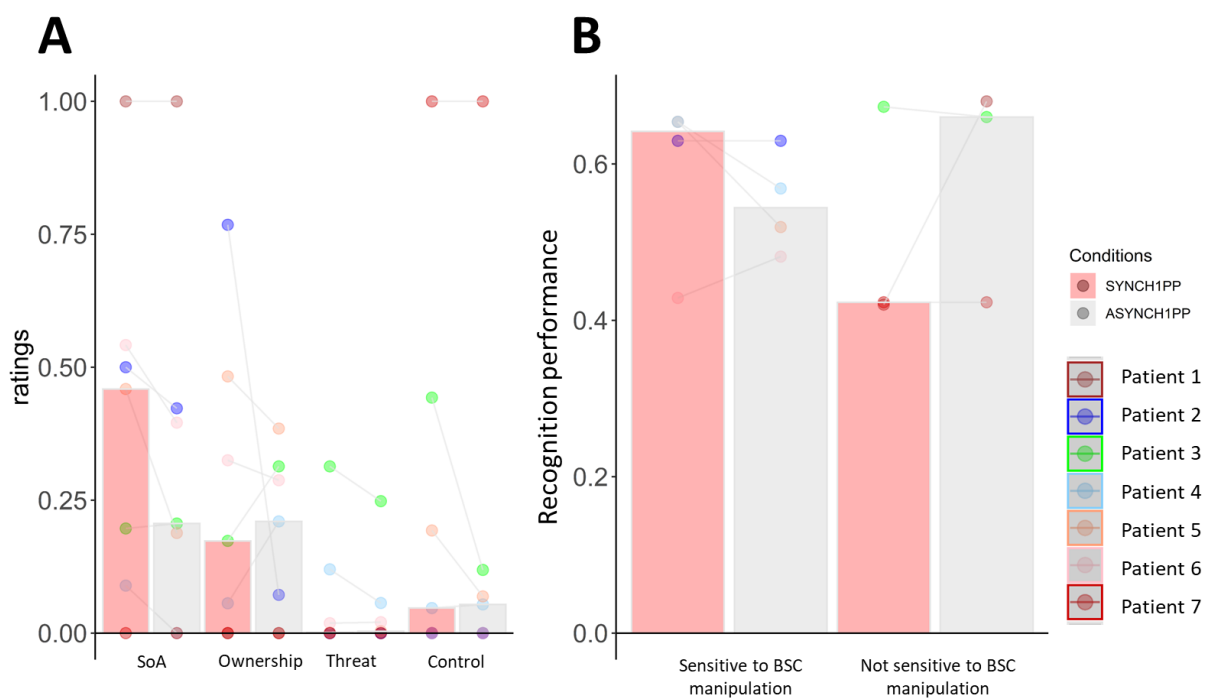 A
ratings
1.00
0.75
0.50
0.25
0.00
SoA
Ownership
Threat
Control
B
Recognition performance
0.6
0.4
0.2
0.0
Sensitive to BSC
manipulation
Not sensitive to BSC
manipulation
Conditions
SYNCH1PP
ASYNCH1PP
Patient 1
Patient 2
Patient 3
Patient 4
Patient 5
Patient 6
Patient 7